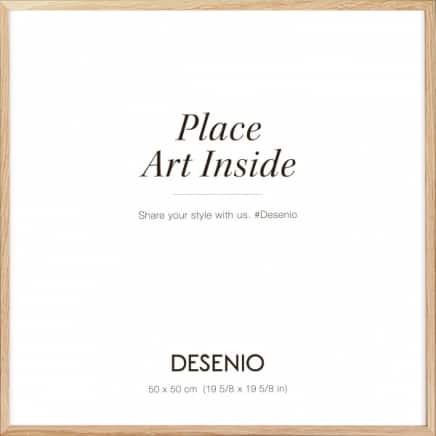 Place
Art Inside
Share your style with us. #Desenio
DESENIO
50 x 50 cm (19 5/8 x 19 5/8 in)